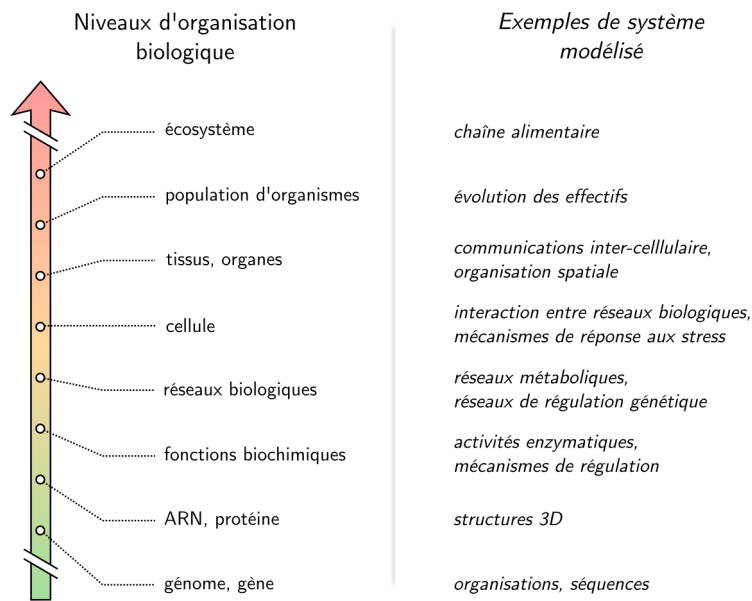 Niveaux d'organisation
biologique
Exemples de système
modélisé
écosystème
chaîne alimentaire
population d'organismes
évolution des effectifs
tissus, organes
communications inter-celllulaire,
organisation spatiale
cellule
interaction entre réseaux biologiques,
mécanismes de réponse aux stress
réseaux biologiques
réseaux métaboliques,
réseaux de régulation génétique
fonctions biochimiques
activités enzymatiques,
mécanismes de régulation
ARN, protéine
structures 3D
génome, gène
organisations, séquences